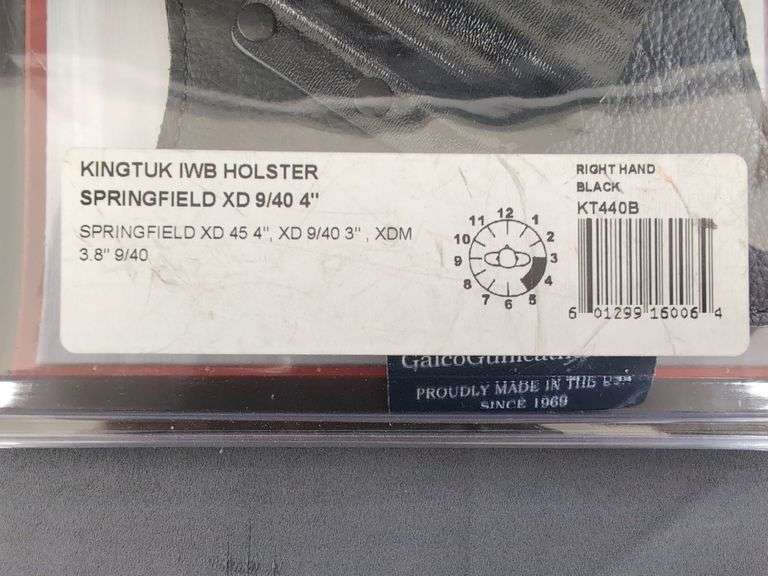 KINGTUK IWB HOLSTER
SPRINGFIELD XD 9/40 4"
SPRINGFIELD XD 45 4", XD 9/40 3" , XDM
3.8" 9/40
12
1
2
3
4
5
6
7
8
9
10
11
RIGHT HAND
BLACK
KT440B
6 01299 16006 4
PROUDLY MADE IN THE USA
SINCE 1969